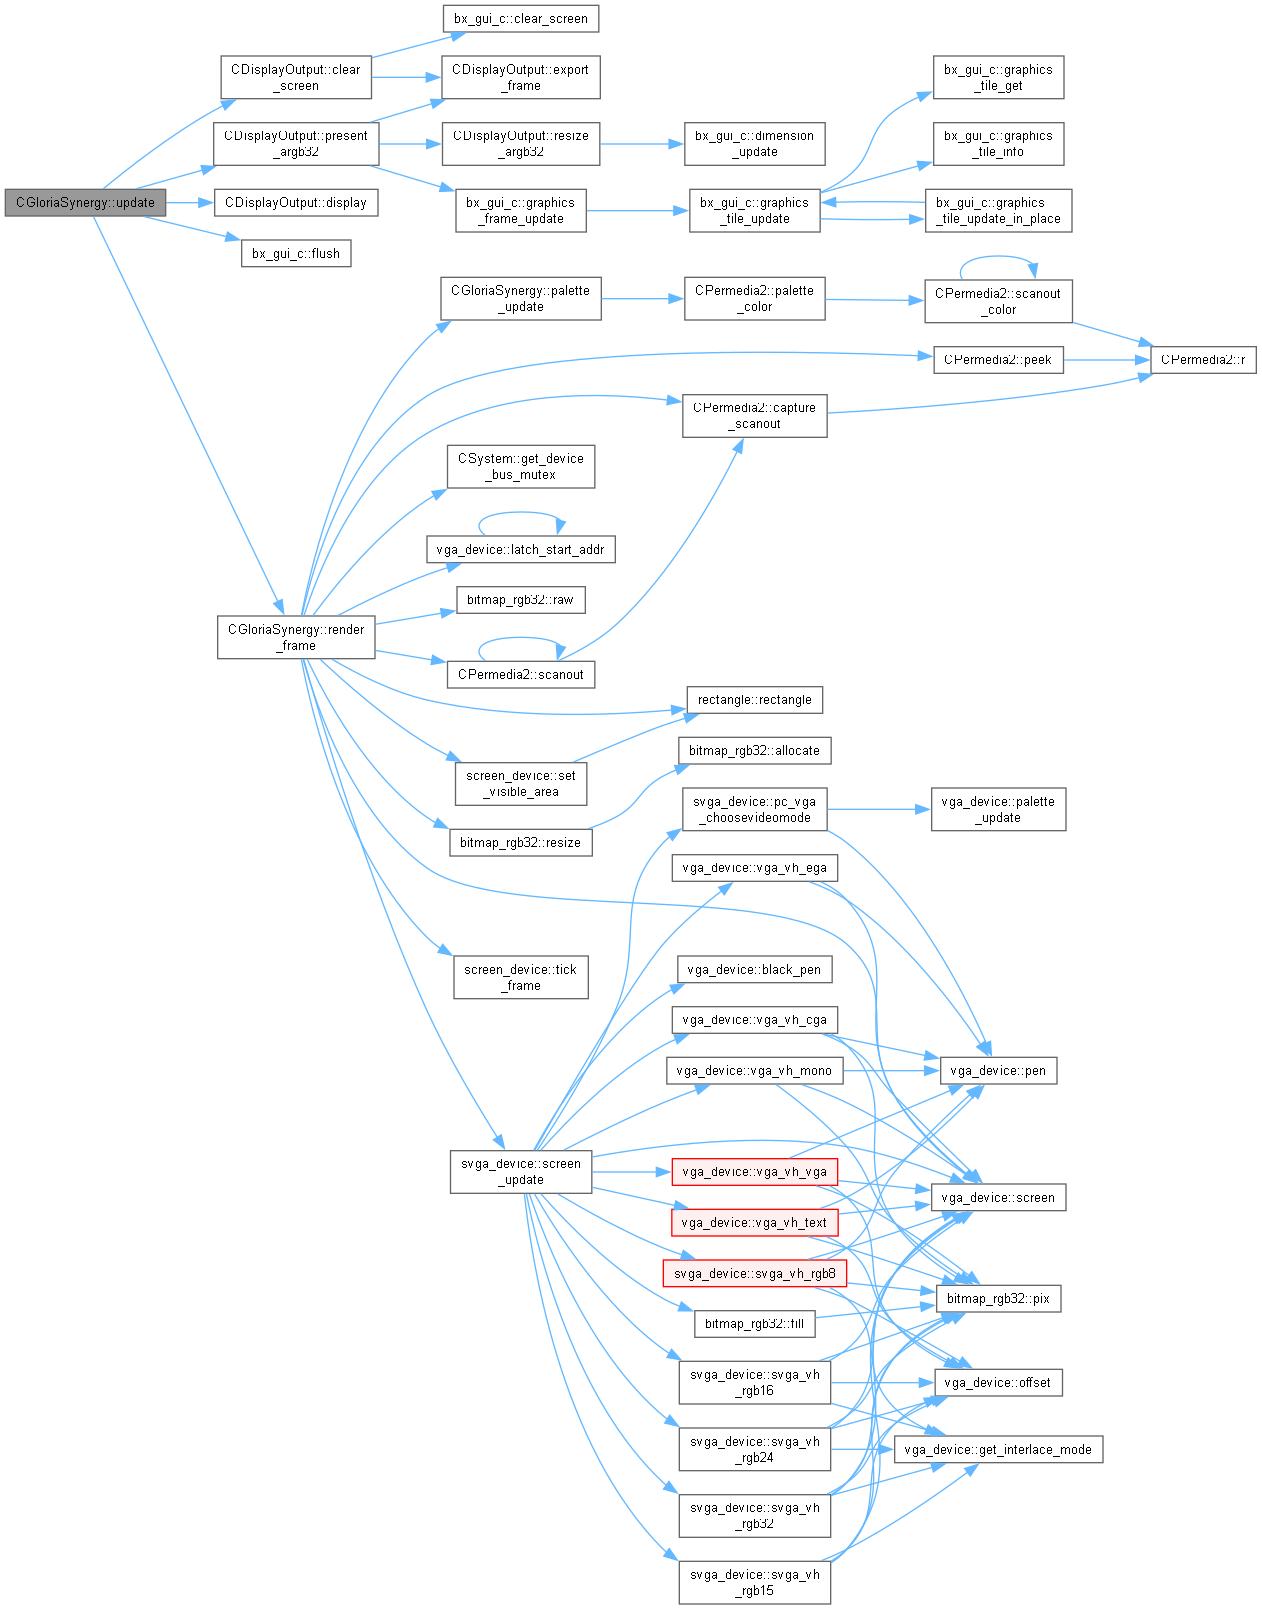 bx_gui_c::clear_screen
CDisplayOutput::clear
_screen
CDisplayOutput::export
_frame
bx_gui_c::graphics
_tile_get
CDisplayOutput::present
_argb32
CDisplayOutput::resize
_argb32
bx_gui_c::dimension
_update
bx_gui_c::graphics
_tile_info
CGloriaSynergy::update
CDisplayOutput::display
bx_gui_c::graphics
_frame_update
bx_gui_c::graphics
_tile_update
bx_gui_c::graphics
_tile_update_in_place
bx_gui_c::flush
CGloriaSynergy::palette
_update
CPermedia2::palette
_color
CPermedia2::scanout
_color
CPermedia2::peek
CPermedia2::r
CPermedia2::capture
_scanout
CSystem::get_device
_bus_mutex
vga_device::latch_start_addr
bitmap_rgb32::raw
CGloriaSynergy::render
_frame
CPermedia2::scanout
rectangle::rectangle
bitmap_rgb32::allocate
screen_device::set
_visible_area
svga_device::pc_vga
_choosevideomode
vga_device::palette
_update
bitmap_rgb32::resize
vga_device::vga_vh_ega
screen_device::tick
_frame
vga_device::black_pen
vga_device::vga_vh_cga
vga_device::vga_vh_mono
vga_device::pen
svga_device::screen
_update
vga_device::vga_vh_vga
vga_device::screen
vga_device::vga_vh_text
svga_device::svga_vh_rgb8
bitmap_rgb32::pix
bitmap_rgb32::fill
svga_device::svga_vh
_rgb16
vga_device::offset
svga_device::svga_vh
_rgb24
vga_device::get_interlace_mode
svga_device::svga_vh
_rgb32
svga_device::svga_vh
_rgb15